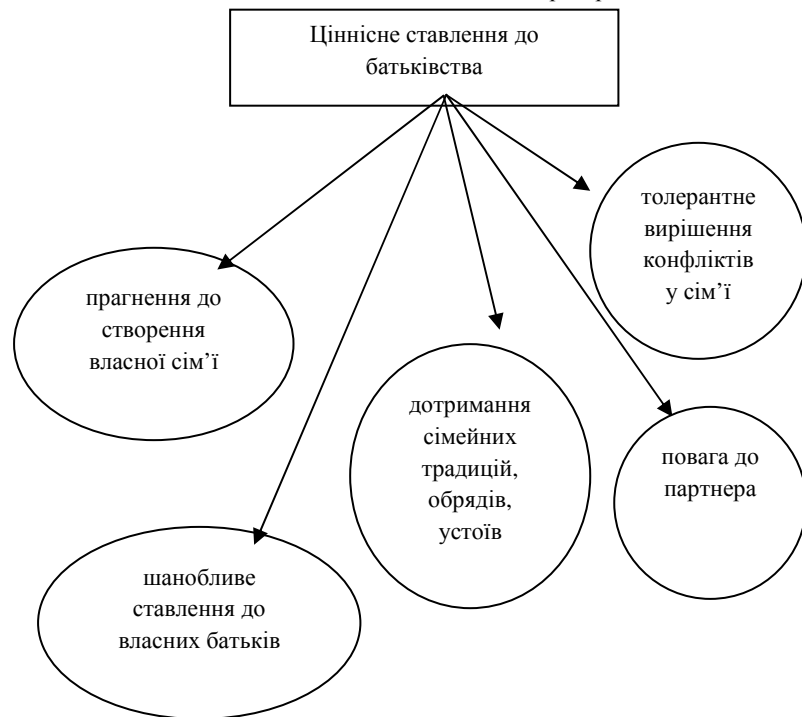 Ціннісне ставлення до
батьківства
толерантне
вирішення
конфліктів
у сім’ї
прагнення до
створення
власної сім’ї
дотримання
сімейних
традицій,
обрядів,
устоїв
повага до
партнера
шанобливе
ставлення до
власних батьків